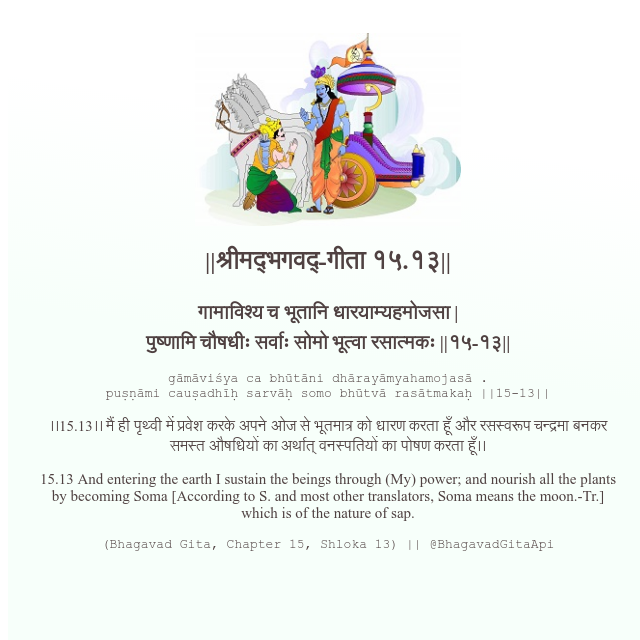 ||श्रीमद्‍भगवद्‍-गीता १५.१३||
गामाविश्य च भूतानि धारयाम्यहमोजसा |
पुष्णामि चौषधीः सर्वाः सोमो भूत्वा रसात्मकः ||१५-१३||
gāmāviśya ca bhūtāni dhārayāmyahamojasā .
puṣṇāmi cauṣadhīḥ sarvāḥ somo bhūtvā rasātmakaḥ ||15-13||
।।15.13।। मैं ही पृथ्वी में प्रवेश करके अपने ओज से भूतमात्र को धारण करता हूँ और रसस्वरूप चन्द्रमा बनकर
समस्त औषधियों का अर्थात् वनस्पतियों का पोषण करता हूँ।।
15.13 And entering the earth I sustain the beings through (My) power; and nourish all the plants
by becoming Soma [According to S. and most other translators, Soma means the moon.-Tr.]
which is of the nature of sap.
(Bhagavad Gita, Chapter 15, Shloka 13) || @BhagavadGitaApi